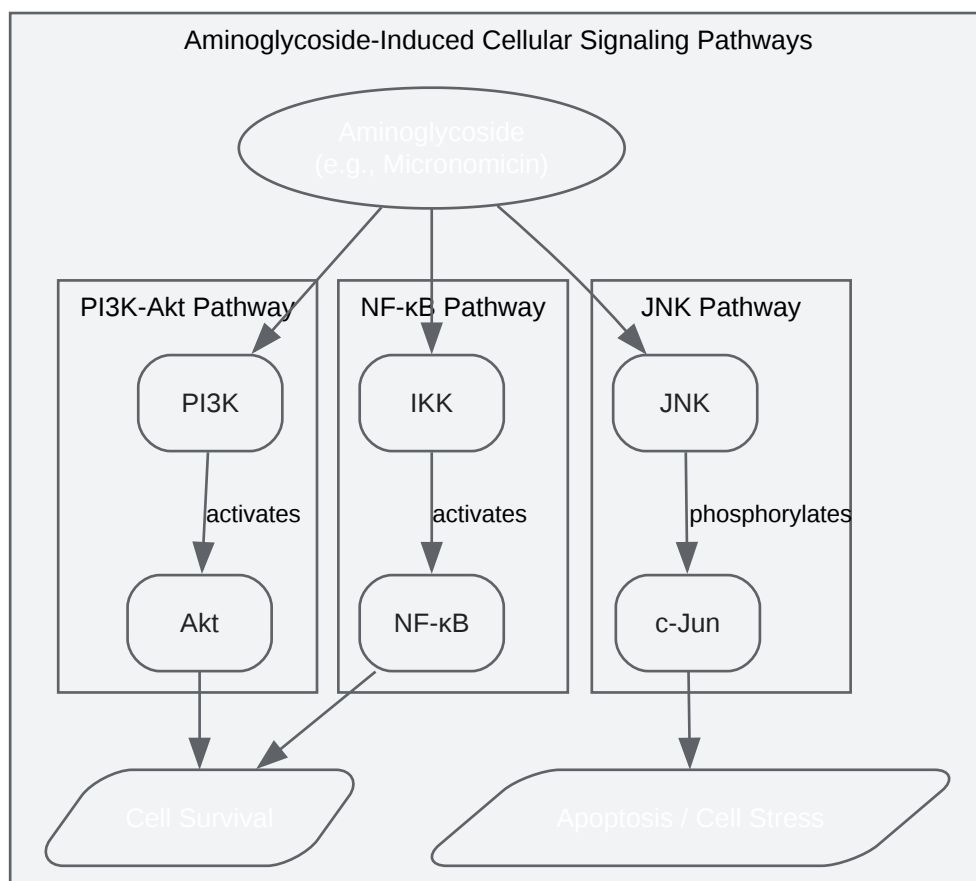 Aminoglycoside-Induced Cellular Signaling Pathways
Aminoglycoside
(e.g., Micronomicin)
PI3K-Akt Pathway
NF-κB Pathway
JNK Pathway
PI3K
IKK
JNK
activates
activates
phosphorylates
Akt
NF-κB
c-Jun
Cell Survival
Apoptosis / Cell Stress